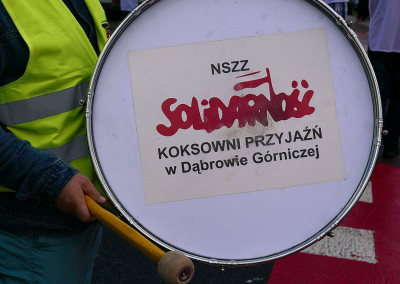 NSZZ
SOLIDARNOŚĆ
KOKSOWNI PRZYJAŹŃ
w Dąbrowie Górniczej